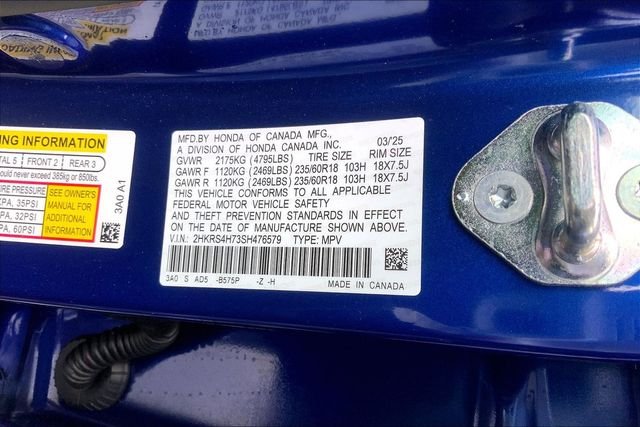 NG INFORMATION
TAL 5 FRONT 2 REAR 3
ould never exceed 385kg or 850lbs.
RE PRESSURE SEE OWNER'S
PA, 35PSI MANUAL FOR
PA, 32PSI ADDITIONAL
PA, 60PSI INFORMATION
3A0 A1
MFD.BY HONDA OF CANADA MFG., 03/25
A DIVISION OF HONDA CANADA INC.
GVWR 2175KG (4795LBS) TIRE SIZE RIM SIZE
GAWR F 1120KG (2469LBS) 235/60R18 103H 18X7.5J
GAWR R 1120KG (2469LBS) 235/60R18 103H 18X7.5J
THIS VEHICLE CONFORMS TO ALL APPLICABLE
FEDERAL MOTOR VEHICLE SAFETY
AND THEFT PREVENTION STANDARDS IN EFFECT
ON THE DATE OF MANUFACTURE SHOWN ABOVE.
V.I.N.: 2HKRS4H73SH476579 TYPE: MPV
3A0 S AD5 -B575P -Z -H MADE IN CANADA